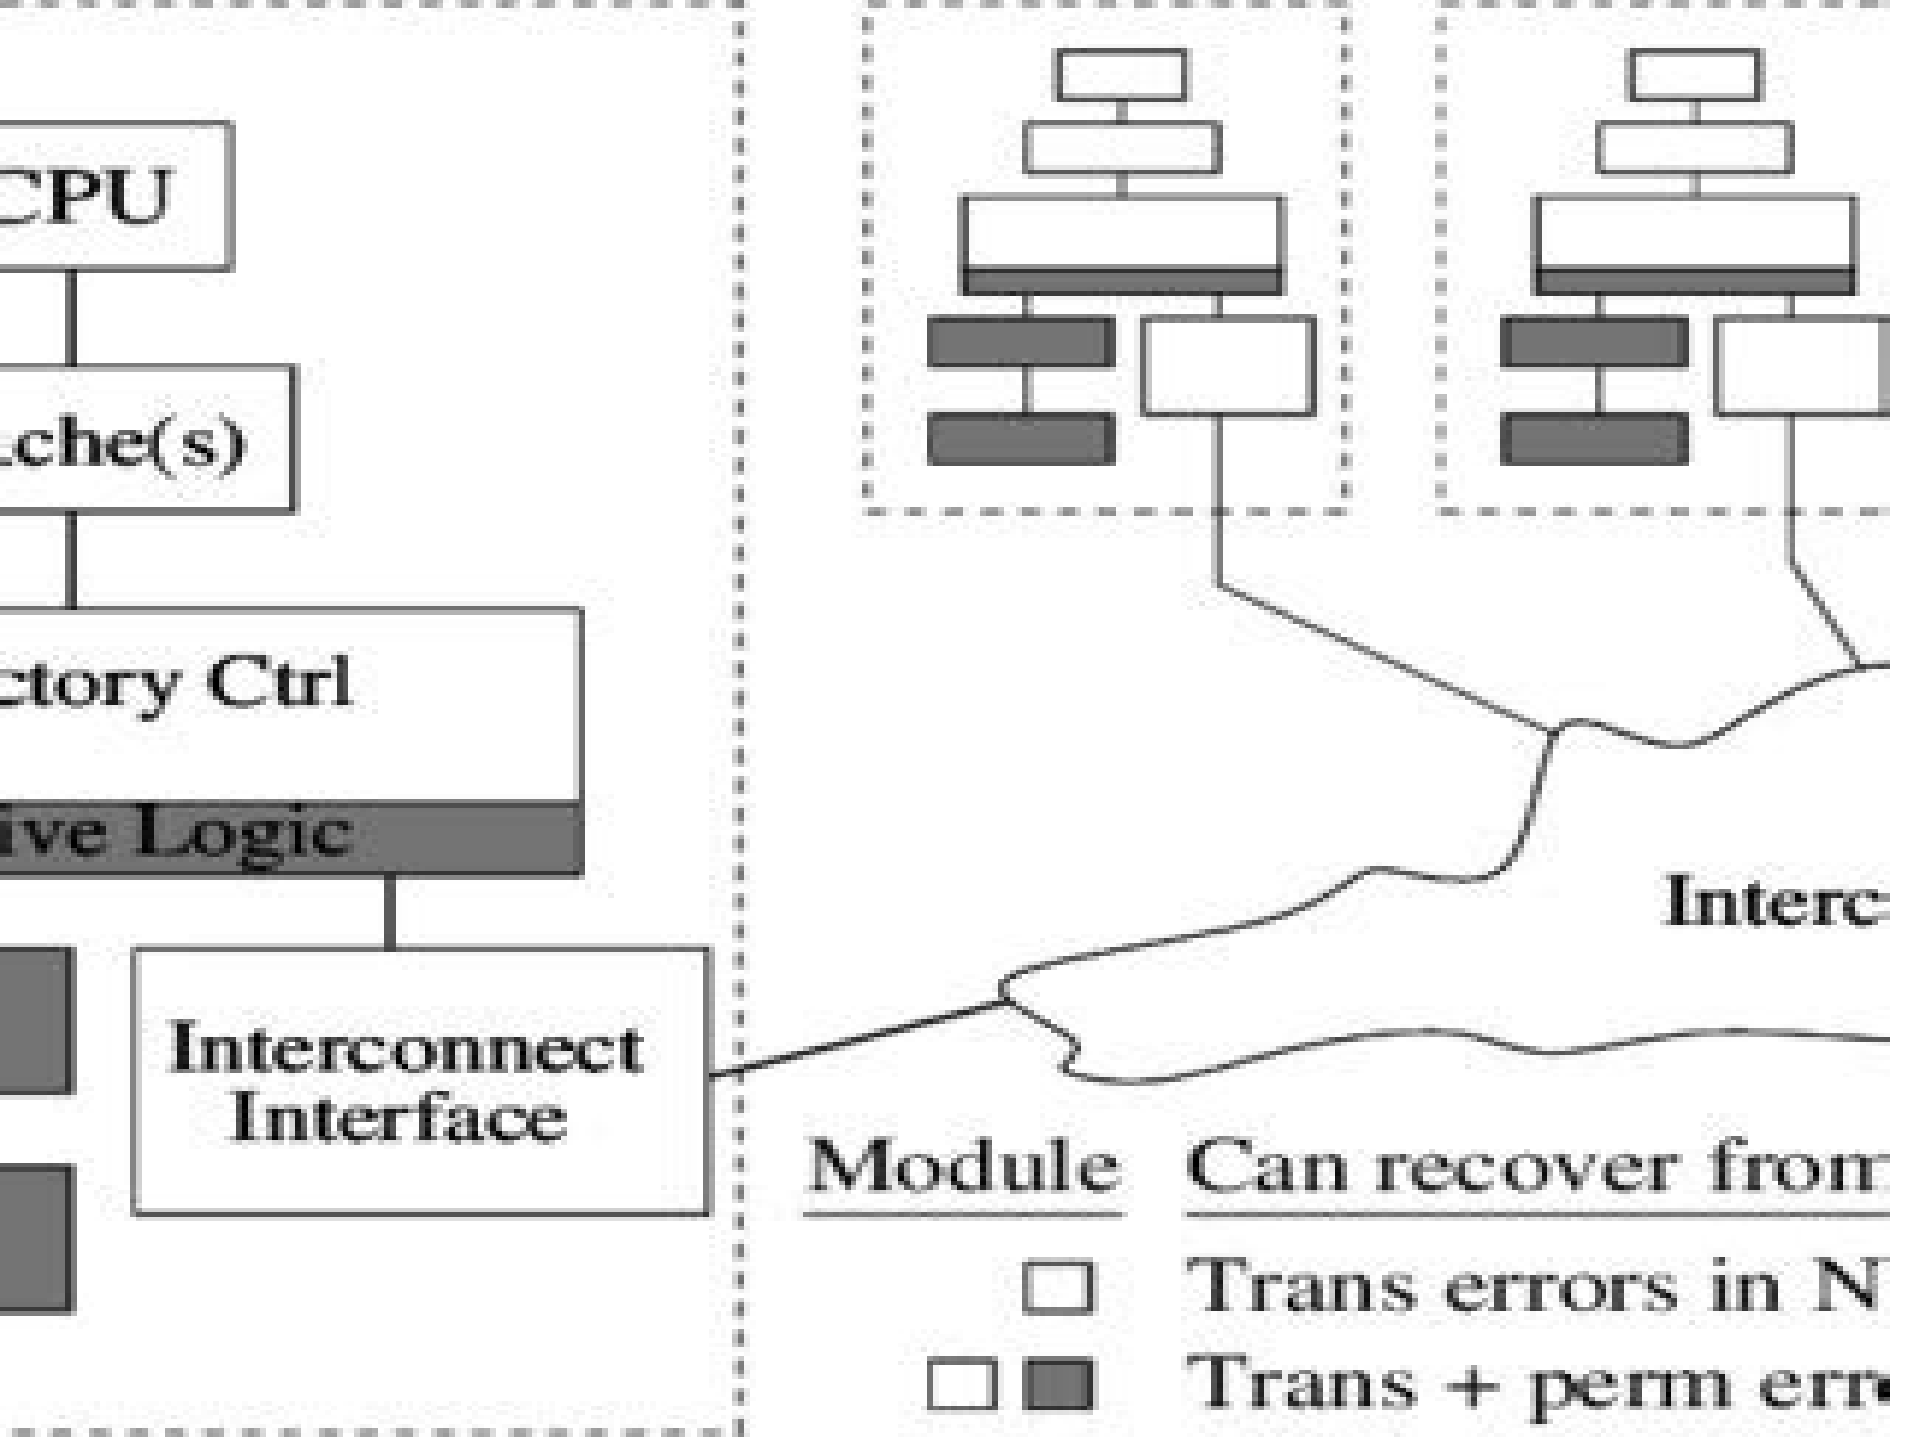 CPU
che(s)
ctory Ctrl
ive Logic
Interconnect
Interface
Interc
Module Can recover from
Trans errors in N
Trans + perm err